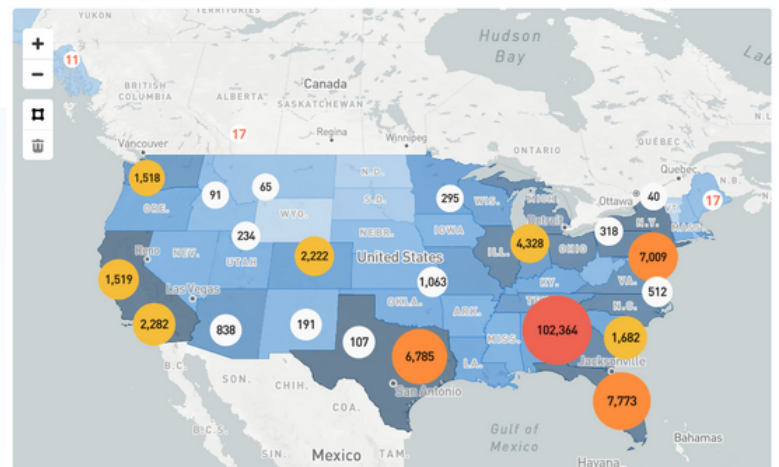 YUKON
TERRITORIES
Hudson
Bay
+
11
−
Canada
BRITISH
COLUMBIA
ALBERTA
SASKATCHEWAN
17
Regina
Winnipeg
ONTARIO
QUÉBEC
Vancouver
Quebec
N.B.
1,518
91
65
N.D.
295
WIS.
Ottawa
40
17
ORE.
S.D.
MICH.
Detroit
N.Y.
MASS.
WYO.
318
234
NEBR.
IOWA
4,328
Reno
NEV.
UTAH
2,222
United States
ILL.
OHIO
7,009
1,519
Las Vegas
1,063
KY.
VA.
512
OKLA.
ARK.
N.C.
2,282
838
191
107
MISS.
102,364
1,682
6,785
LA.
Jacksonville
B.C.
SON.
CHIH.
San Antonio
7,773
COA.
B.C.S.
Gulf of
Mexico
Bahamas
SIN.
Mexico
TAM.
Havana